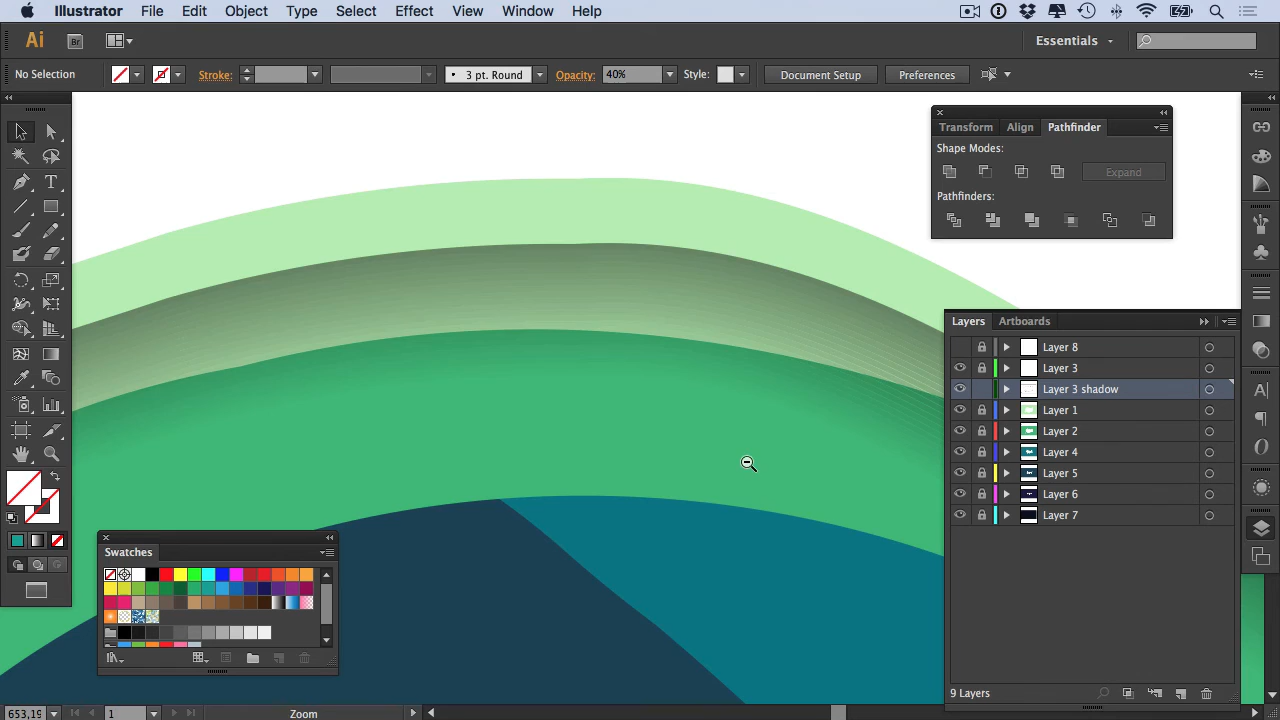 Illustrator File Edit Object Type Select Effect View Window Help
Ai Br Essentials
No Selection Stroke: 3 pt. Round Opacity: 40% Style: Document Setup Preferences
Transform Align Pathfinder
Shape Modes:
Expand
Pathfinders:
Layers Artboards
Layer 8
Layer 3
Layer 3 shadow
Layer 1
Layer 2
Layer 4
Layer 5
Layer 6
Layer 7
9 Layers
Swatches
653,19 1 Zoom